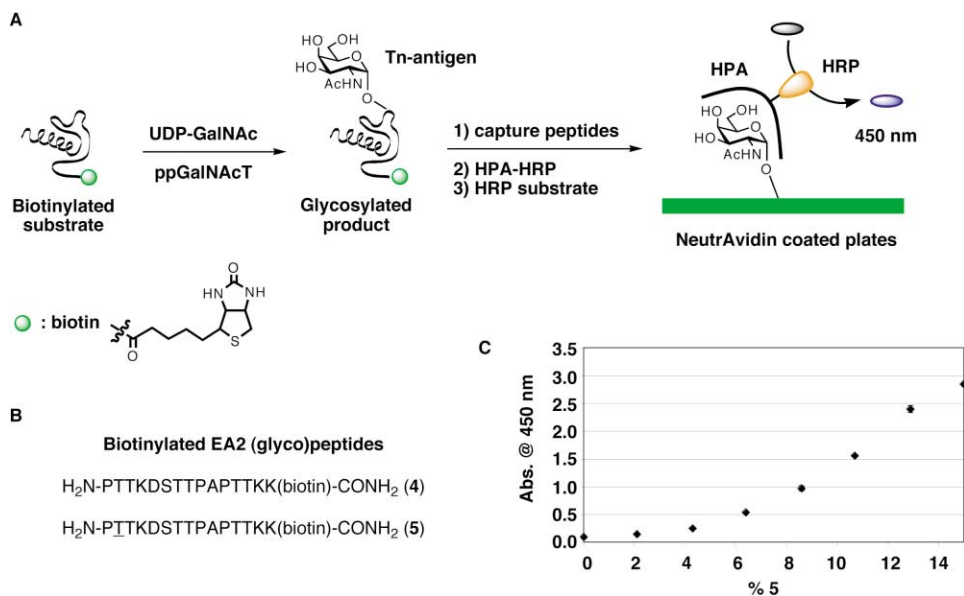 A
HO
OH
HO
AcHN
O
O
Tn-antigen
UDP-GalNAc
ppGalNAcT
Biotinylated
substrate
Glycosylated
product
1) capture peptides
2) HPA-HRP
3) HRP substrate
HPA
HRP
450 nm
HO
OH
HO
AcHN
O
O
NeutrAvidin coated plates
: biotin
O
O
HN
NH
S
B
Biotinylated EA2 (glyco)peptides
H₂N-PTTKDSTTPAPTTKK(biotin)-CONH₂ (4)
H₂N-PTTKDSTTPAPTTKK(biotin)-CONH₂ (5)
C
Abs. @ 450 nm
3.5
3.0
2.5
2.0
1.5
1.0
0.5
0.0
0 2 4 6 8 10 12 14
% 5